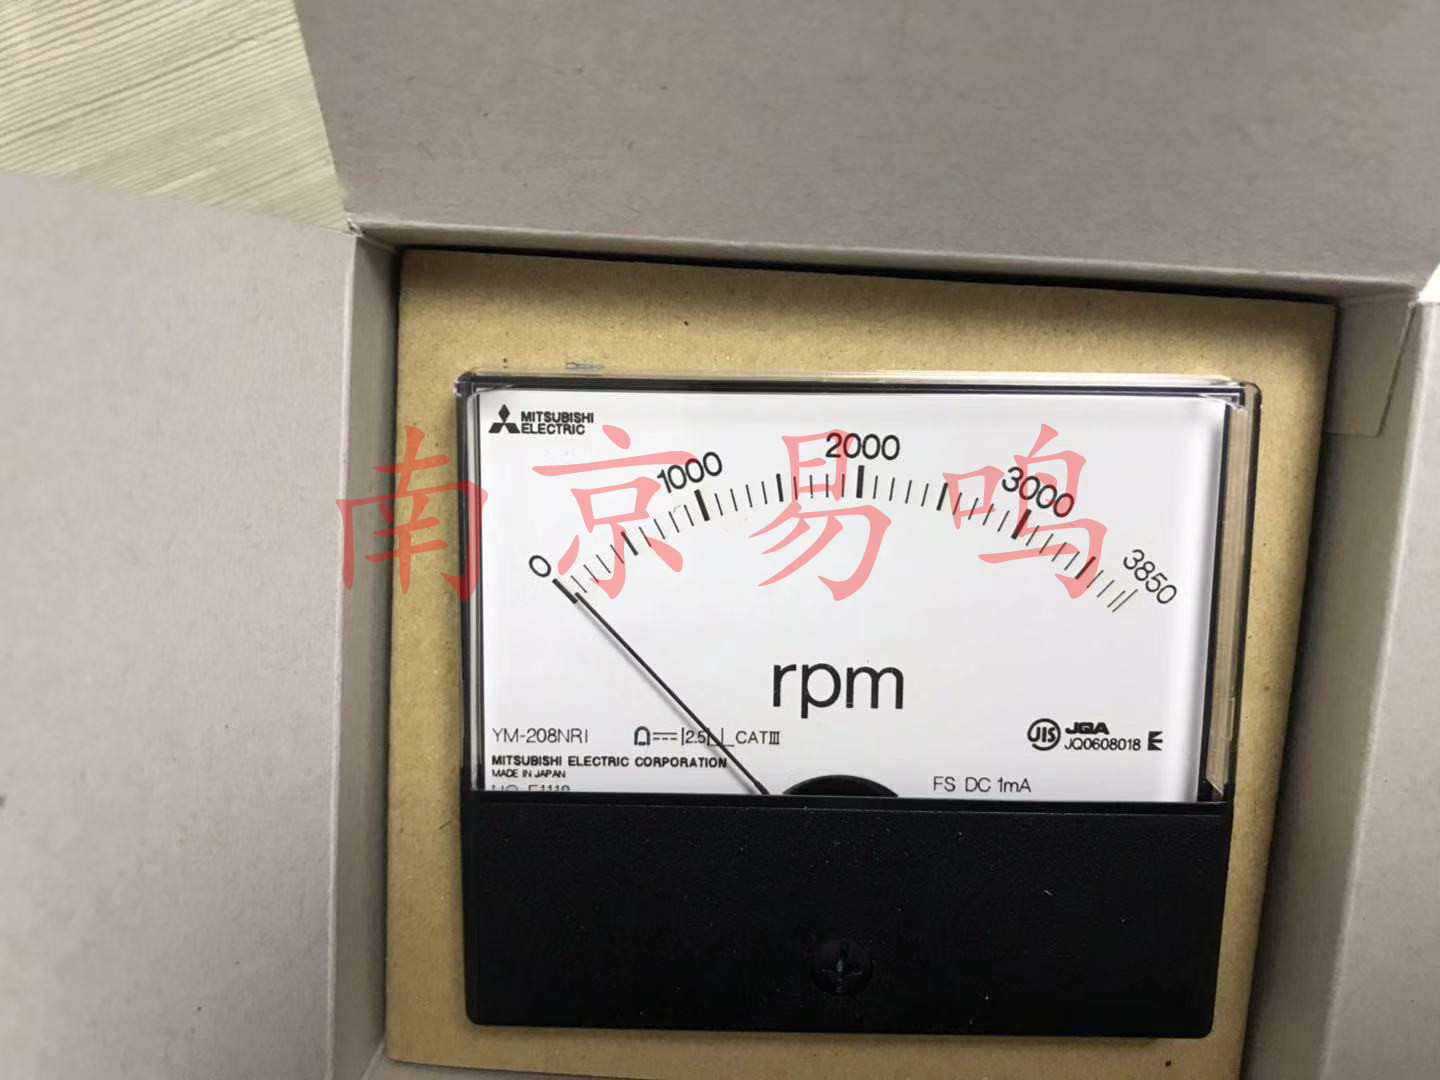 MITSUBISHI
ELECTRIC
0
1000
2000
3000
3850
南京易鸣
rpm
YM-208NRI
2.5
CAT III
MITSUBISHI ELECTRIC CORPORATION
MADE IN JAPAN
JIS
JQA
JQ0608018
E
FS DC 1mA